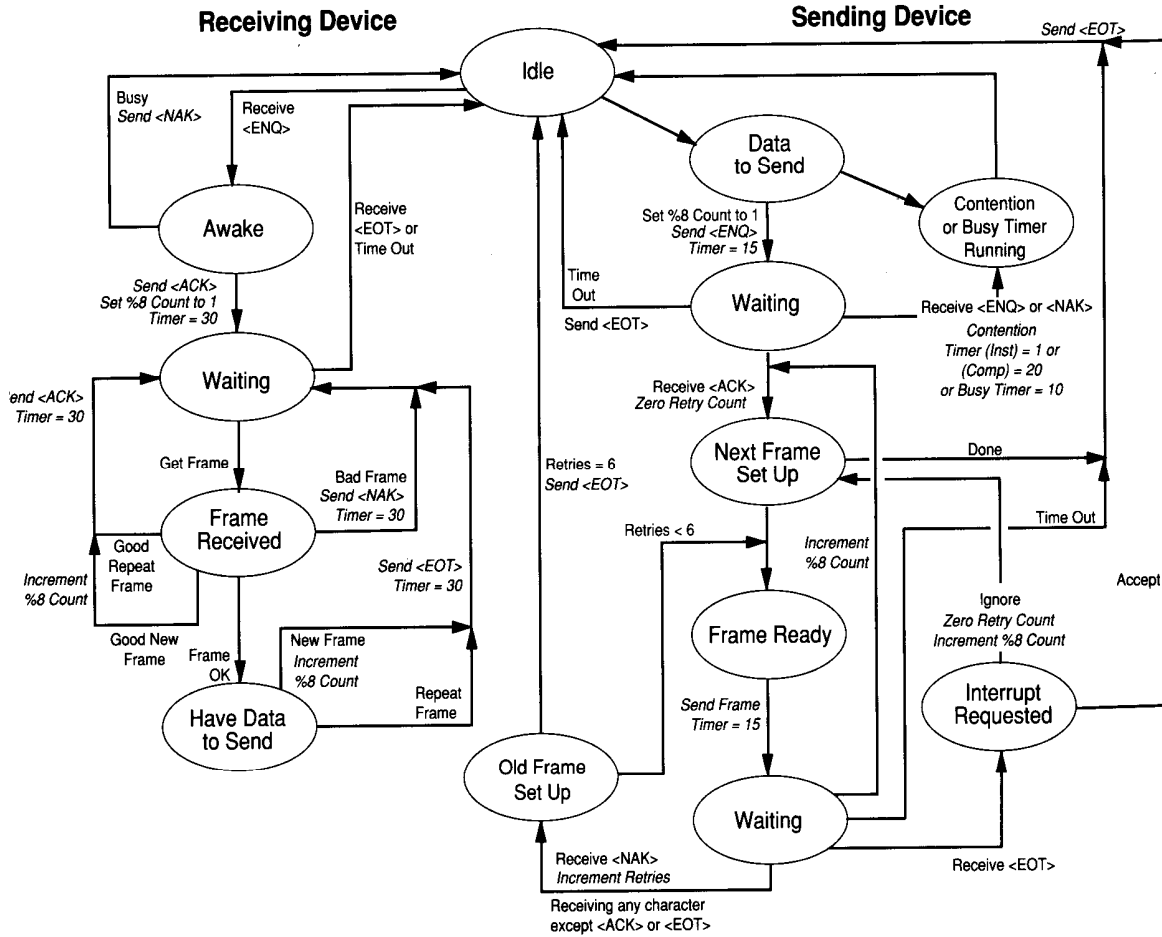 Receiving Device
Sending Device
Send <EOT>
Idle
Busy
Send <NAK>
Receive
<ENQ>
Data
to Send
Awake
Receive
<EOT> or
Time Out
Set %8 Count to 1
Send <ENQ>
Timer = 15
Contention
or Busy Timer
Running
Send <ACK>
Set %8 Count to 1
Timer = 30
Time
Out
Send <EOT>
Waiting
Receive <ENQ> or <NAK>
Contention
Timer (Inst) = 1 or
(Comp) = 20
or Busy Timer = 10
Waiting
end <ACK>
Timer = 30
Receive <ACK>
Zero Retry Count
Get Frame
Bad Frame
Send <NAK>
Timer = 30
Retries = 6
Send <EOT>
Next Frame
Set Up
Done
Frame
Received
Good
Repeat
Frame
Retries < 6
Increment
%8 Count
Time Out
Increment
%8 Count
Send <EOT>
Timer = 30
Accept
Ignore
Zero Retry Count
Increment %8 Count
Good New
Frame
Frame
OK
New Frame
Increment
%8 Count
Repeat
Frame
Frame Ready
Have Data
to Send
Send Frame
Timer = 15
Interrupt
Requested
Old Frame
Set Up
Waiting
Receive <NAK>
Increment Retries
Receive <EOT>
Receiving any character
except <ACK> or <EOT>